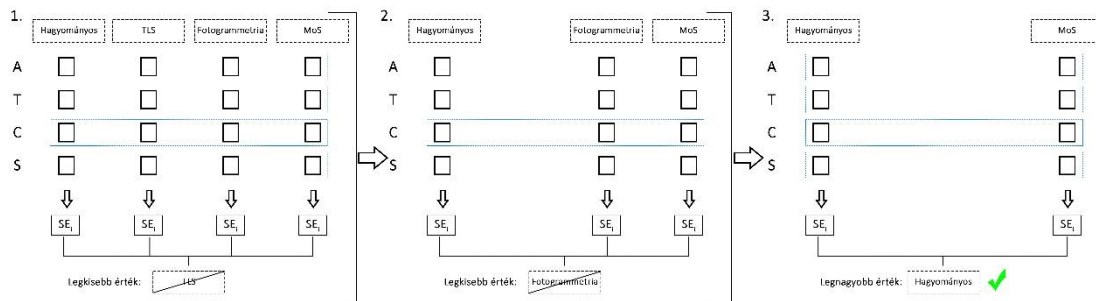 1.
Hagyományos TLS Fotogrammetria MoS
A
T
C
S
SEi SEi SEi SEi
Legkisebb érték: TLS
2.
Hagyományos Fotogrammetria MoS
A
T
C
S
SEi SEi SEi
Legkisebb érték: Fotogrammetria
3.
Hagyományos MoS
A
T
C
S
SEi SEi
Legnagyobb érték: Hagyományos